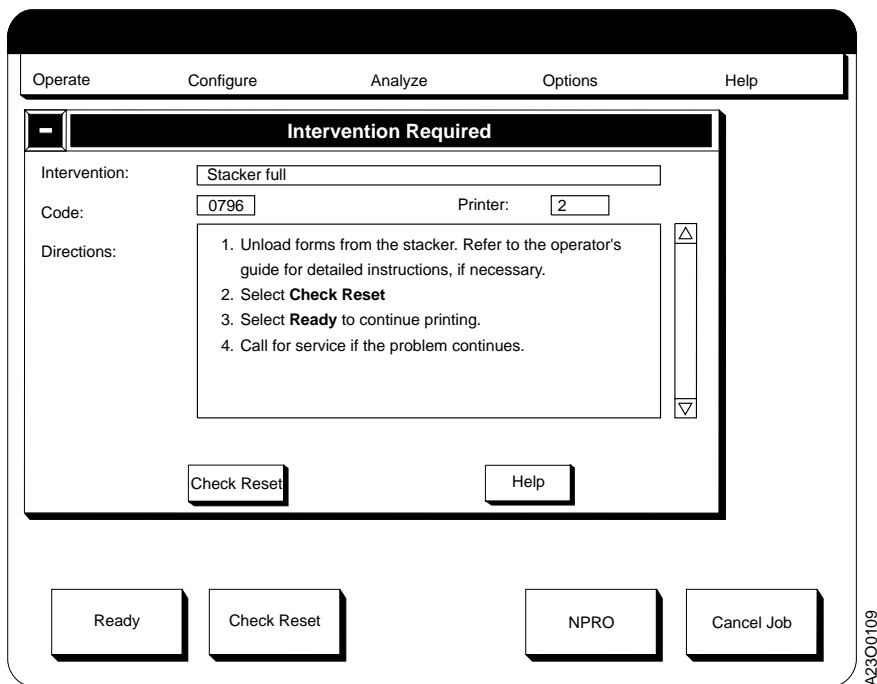 Operate Configure Analyze Options Help
Intervention Required
Intervention: Stacker full
Code: 0796 Printer: 2
Directions:
1. Unload forms from the stacker. Refer to the operator's
guide for detailed instructions, if necessary.
2. Select Check Reset
3. Select Ready to continue printing.
4. Call for service if the problem continues.
Check Reset Help
Ready Check Reset NPRO Cancel Job
A23O0109